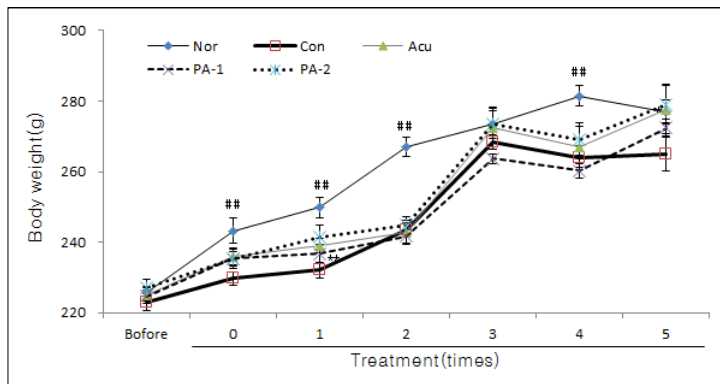 300
Nor Con Acu
PA-1 PA-2
##
280
##
260
##
##
240
**
220
Body weight(g)
Bofore 0 1 2 3 4 5
Treatment(times)